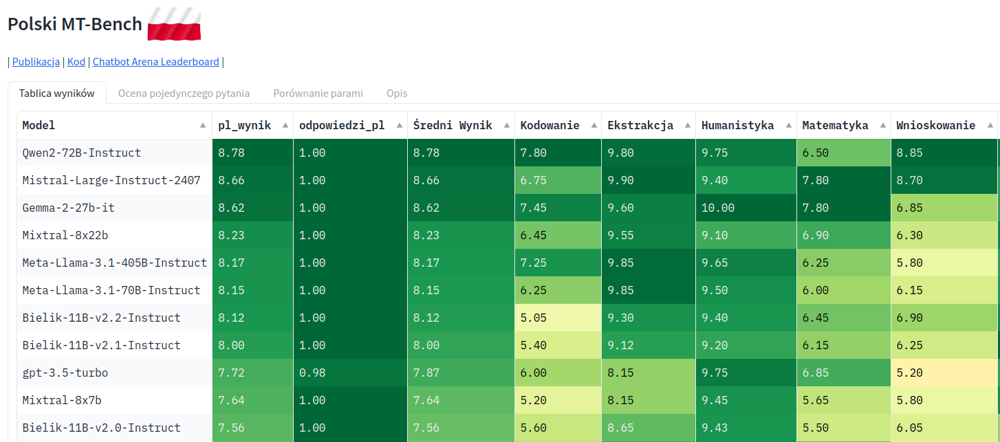 Polski MT-Bench
| Publikacja | Kod | Chatbot Arena Leaderboard |
Tablica wyników Ocena pojedynczego pytania Porównanie parami Opis
Model pl_wynik odpowiedzi_pl Średni Wynik Kodowanie Ekstrakcja Humanistyka Matematyka Wnioskowanie
Qwen2-72B-Instruct 8.78 1.00 8.78 7.80 9.80 9.75 6.50 8.85
Mistral-Large-Instruct-2407 8.66 1.00 8.66 6.75 9.90 9.40 7.80 8.70
Gemma-2-27b-it 8.62 1.00 8.62 7.45 9.60 10.00 7.80 6.85
Mixtral-8x22b 8.23 1.00 8.23 6.45 9.55 9.10 6.90 6.30
Meta-Llama-3.1-405B-Instruct 8.17 1.00 8.17 7.25 9.85 9.65 6.25 5.80
Meta-Llama-3.1-70B-Instruct 8.15 1.00 8.15 6.25 9.85 9.50 6.00 6.15
Bielik-11B-v2.2-Instruct 8.12 1.00 8.12 5.05 9.30 9.40 6.45 6.90
Bielik-11B-v2.1-Instruct 8.00 1.00 8.00 5.40 9.12 9.20 6.15 6.25
gpt-3.5-turbo 7.72 0.98 7.87 6.00 8.15 9.75 6.85 5.20
Mixtral-8x7b 7.64 1.00 7.64 5.20 8.15 9.45 5.65 5.80
Bielik-11B-v2.0-Instruct 7.56 1.00 7.56 5.60 8.65 9.43 5.50 6.05